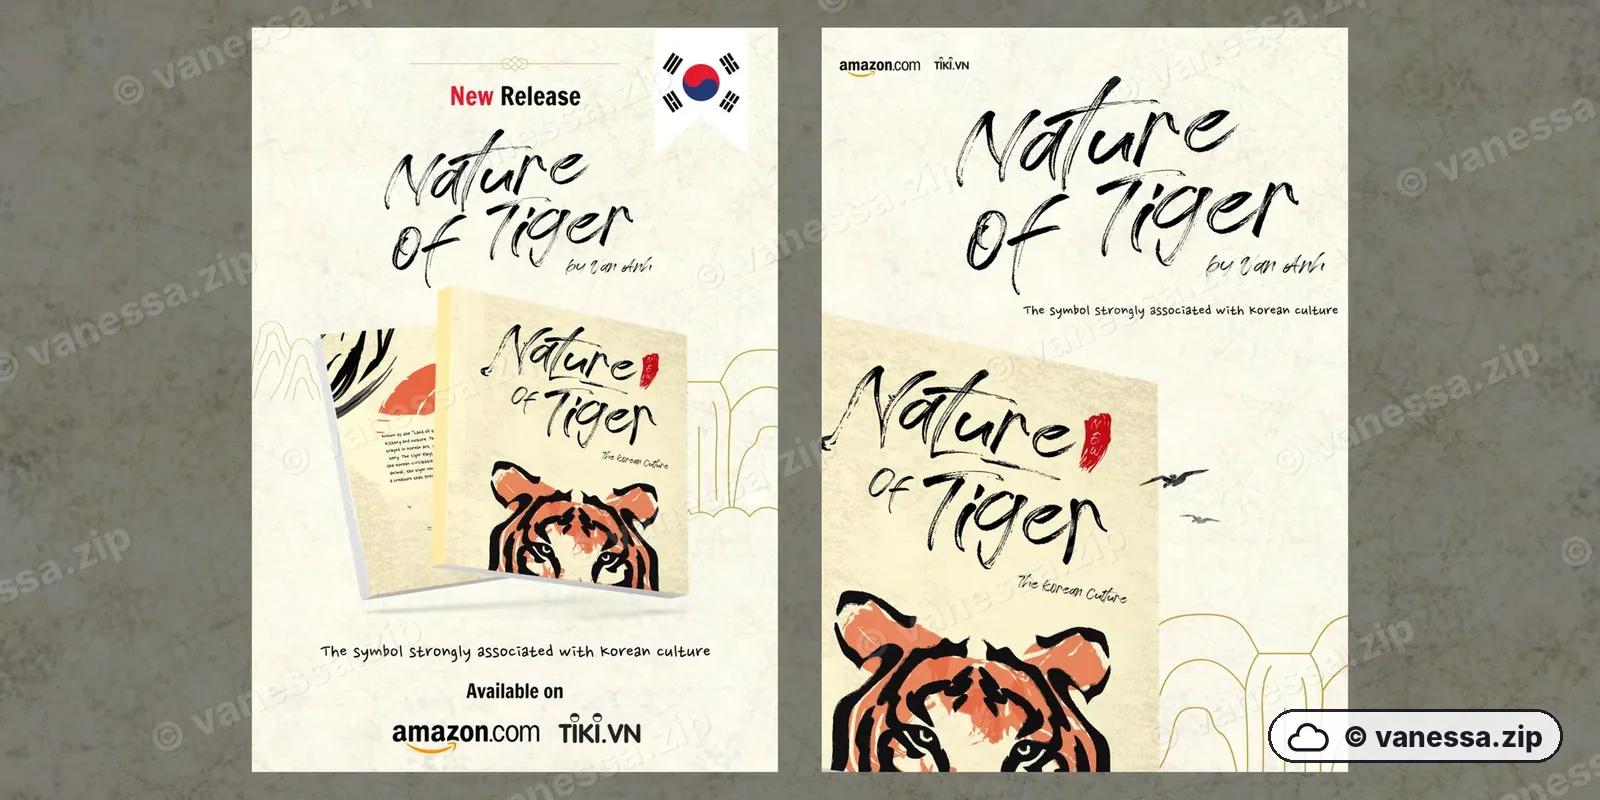 New Release
Nature
of Tiger
by Van Anh
Nature
of Tiger
The Korean Culture
The symbol strongly associated with Korean culture
Available on
amazon.com TIKI.VN
amazon.com TIKI.VN
Nature
of Tiger
by Van Anh
The symbol strongly associated with Korean culture
Nature
NEW
of Tiger
The Korean Culture
© vanessa.zip